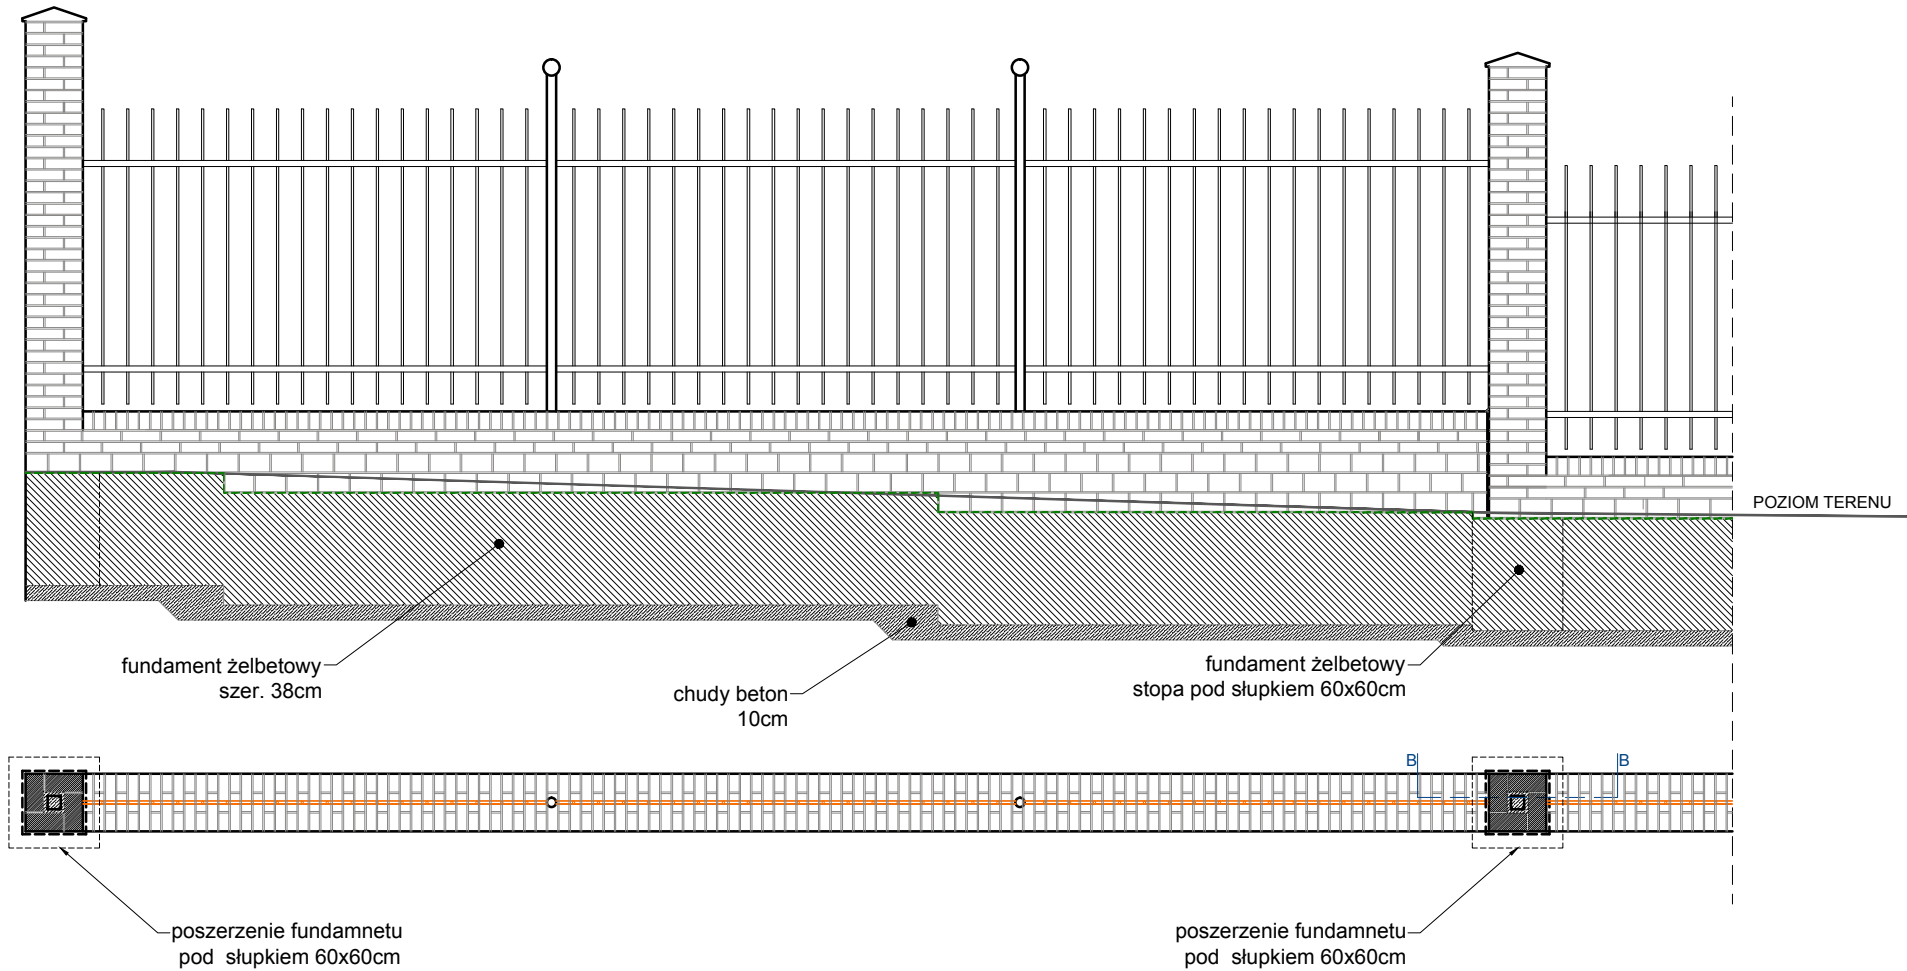 POZIOM TERENU
fundament żelbetowy
szer. 38cm
chudy beton
10cm
fundament żelbetowy
stopa pod słupkiem 60x60cm
B
B
poszerzenie fundamnetu
pod słupkiem 60x60cm
poszerzenie fundamnetu
pod słupkiem 60x60cm